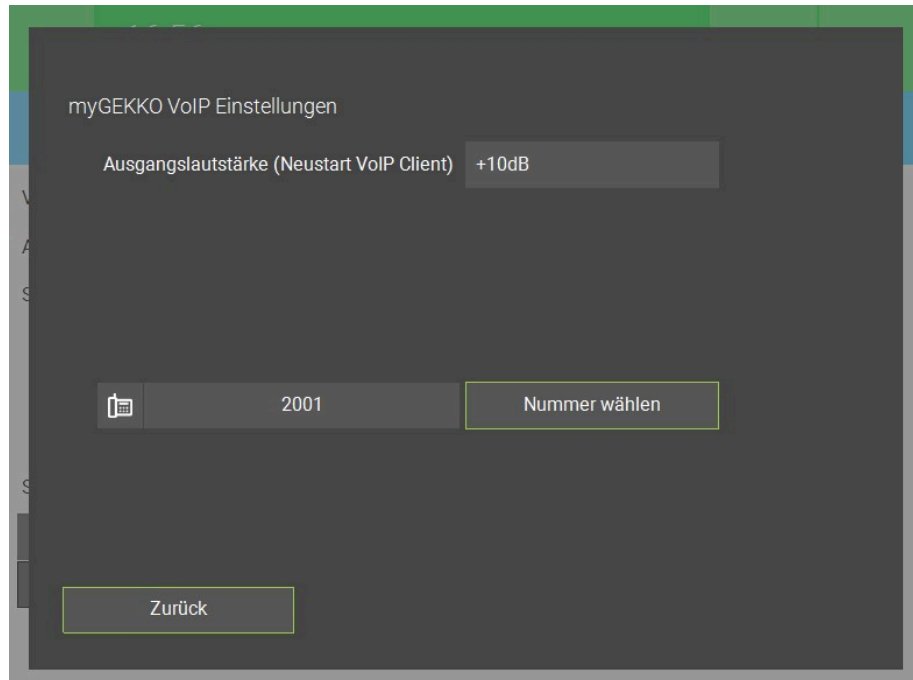 myGEKKO VoIP Einstellungen
Ausgangslautstärke (Neustart VoIP Client) +10dB
2001 Nummer wählen
Zurück